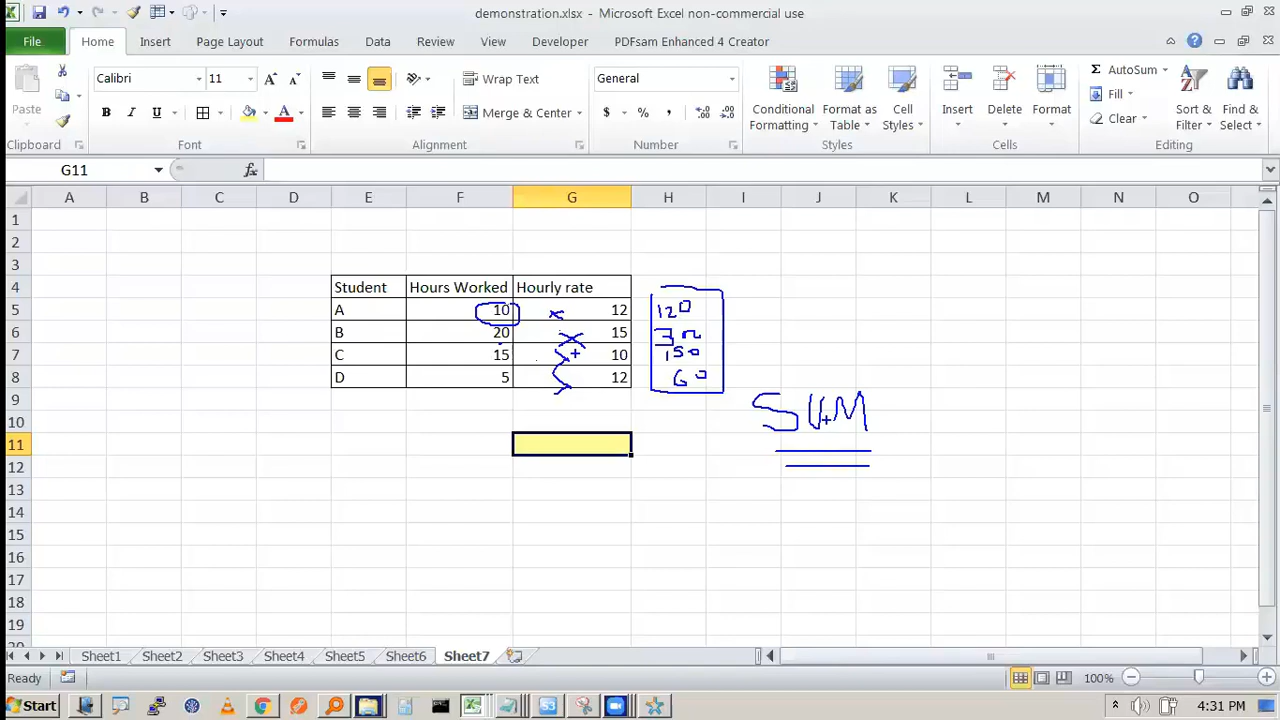 demonstration.xlsx - Microsoft Excel non-commercial use
File Home Insert Page Layout Formulas Data Review View Developer PDFsam Enhanced 4 Creator
Paste
Calibri 11
B I U
Wrap Text
Merge & Center
General
$ % ,
Conditional Formatting
Format as Table
Cell Styles
Insert Delete Format
Σ AutoSum
Fill
Clear
Sort & Filter
Find & Select
Clipboard Font Alignment Number Styles Cells Editing
G11 fx
A B C D E F G H I J K L M N O
1
2
3
4 Student Hours Worked Hourly rate
5 A 10 × 12 120
6 B 20 × 15
7 C 15 + 10 150
8 D 5 12 60
9
10 SUM
11
12
13
14
15
16
17
18
19
20
Sheet1 Sheet2 Sheet3 Sheet4 Sheet5 Sheet6 Sheet7
Ready 100%
Start 4:31 PM